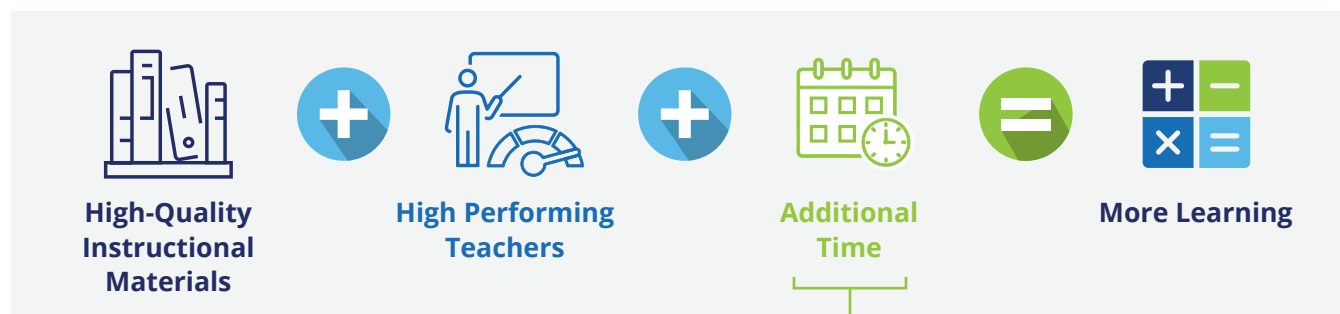 High-Quality
Instructional
Materials
High Performing
Teachers
Additional
Time
More Learning